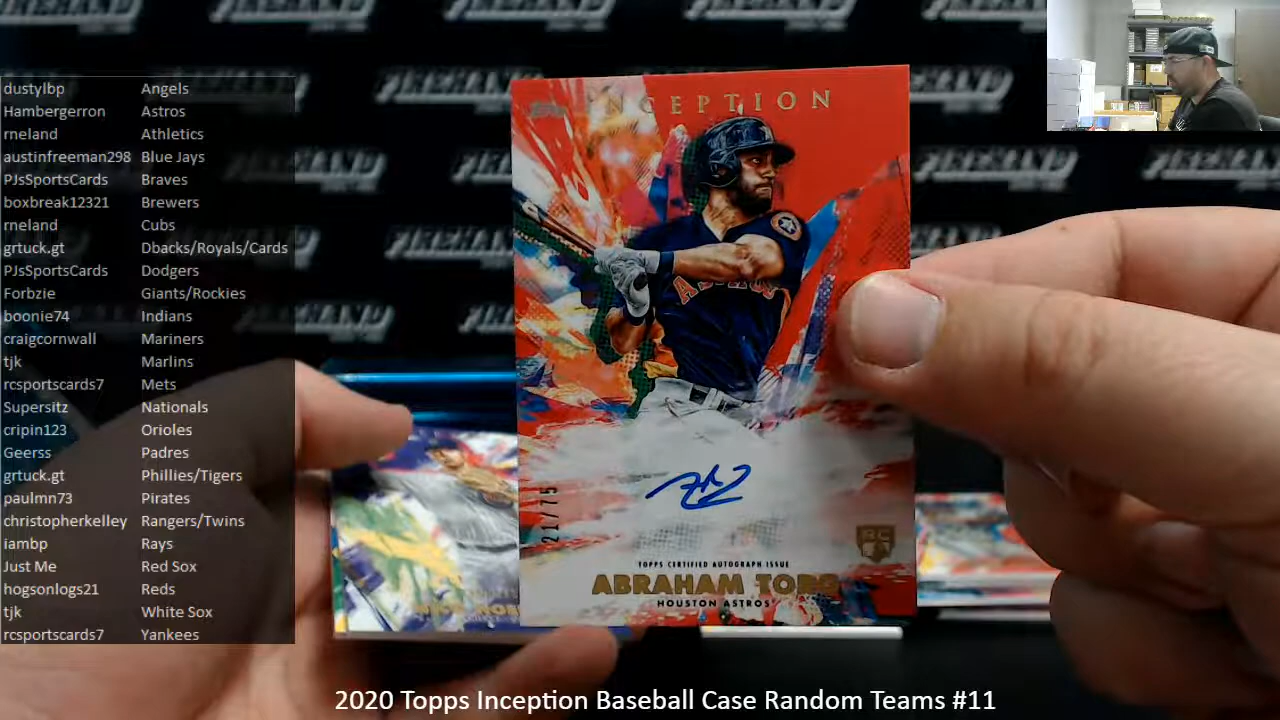 dustylbp Angels
Hambergerron Astros
rneland Athletics
austinfreeman298 Blue Jays
PJsSportsCards Braves
boxbreak12321 Brewers
rneland Cubs
grtuck.gt Dbacks/Royals/Cards
PJsSportsCards Dodgers
Forbzie Giants/Rockies
boonie74 Indians
craigcornwall Mariners
tjk Marlins
rcsportscards7 Mets
Supersitz Nationals
cripin123 Orioles
Geerss Padres
grtuck.gt Phillies/Tigers
paulmn73 Pirates
christopherkelley Rangers/Twins
iambp Rays
Just Me Red Sox
hogsonlogs21 Reds
tjk White Sox
rcsportscards7 Yankees
FIREHAND
INCEPTION
ASTROS
21/75
RC
TOPPS CERTIFIED AUTOGRAPH ISSUE
ABRAHAM TORO
HOUSTON ASTROS
2020 Topps Inception Baseball Case Random Teams #11